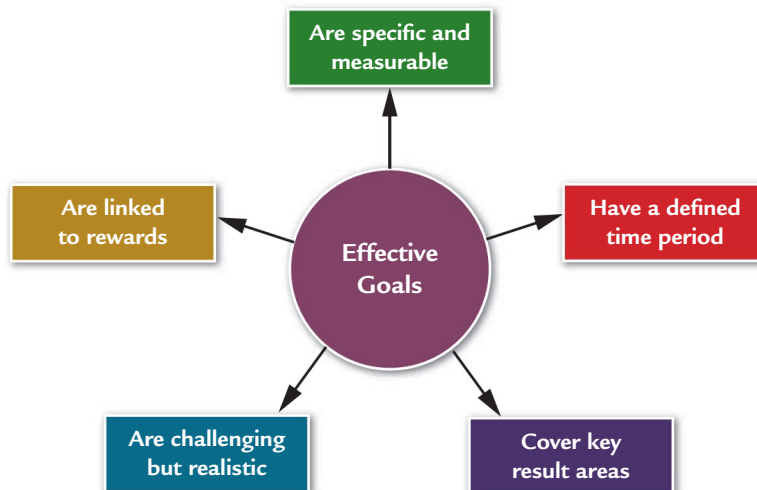 Are specific and
measurable
Are linked
to rewards
Have a defined
time period
Effective
Goals
Are challenging
but realistic
Cover key
result areas